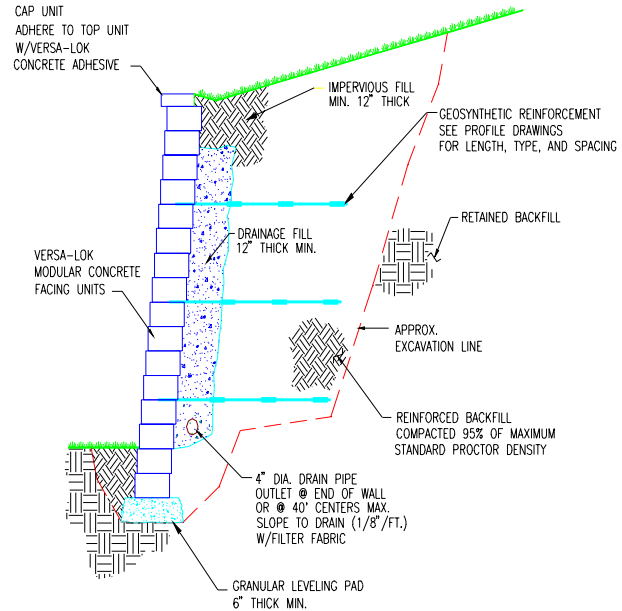 CAP UNIT
ADHERE TO TOP UNIT
W/VERSA-LOK
CONCRETE ADHESIVE
IMPERVIOUS FILL
MIN. 12" THICK
GEOSYNTHETIC REINFORCEMENT
SEE PROFILE DRAWINGS
FOR LENGTH, TYPE, AND SPACING
RETAINED BACKFILL
DRAINAGE FILL
12" THICK MIN.
VERSA-LOK
MODULAR CONCRETE
FACING UNITS
APPROX.
EXCAVATION LINE
REINFORCED BACKFILL
COMPACTED 95% OF MAXIMUM
STANDARD PROCTOR DENSITY
4" DIA. DRAIN PIPE
OUTLET @ END OF WALL
OR @ 40' CENTERS MAX.
SLOPE TO DRAIN (1/8"/FT.)
W/FILTER FABRIC
GRANULAR LEVELING PAD
6" THICK MIN.